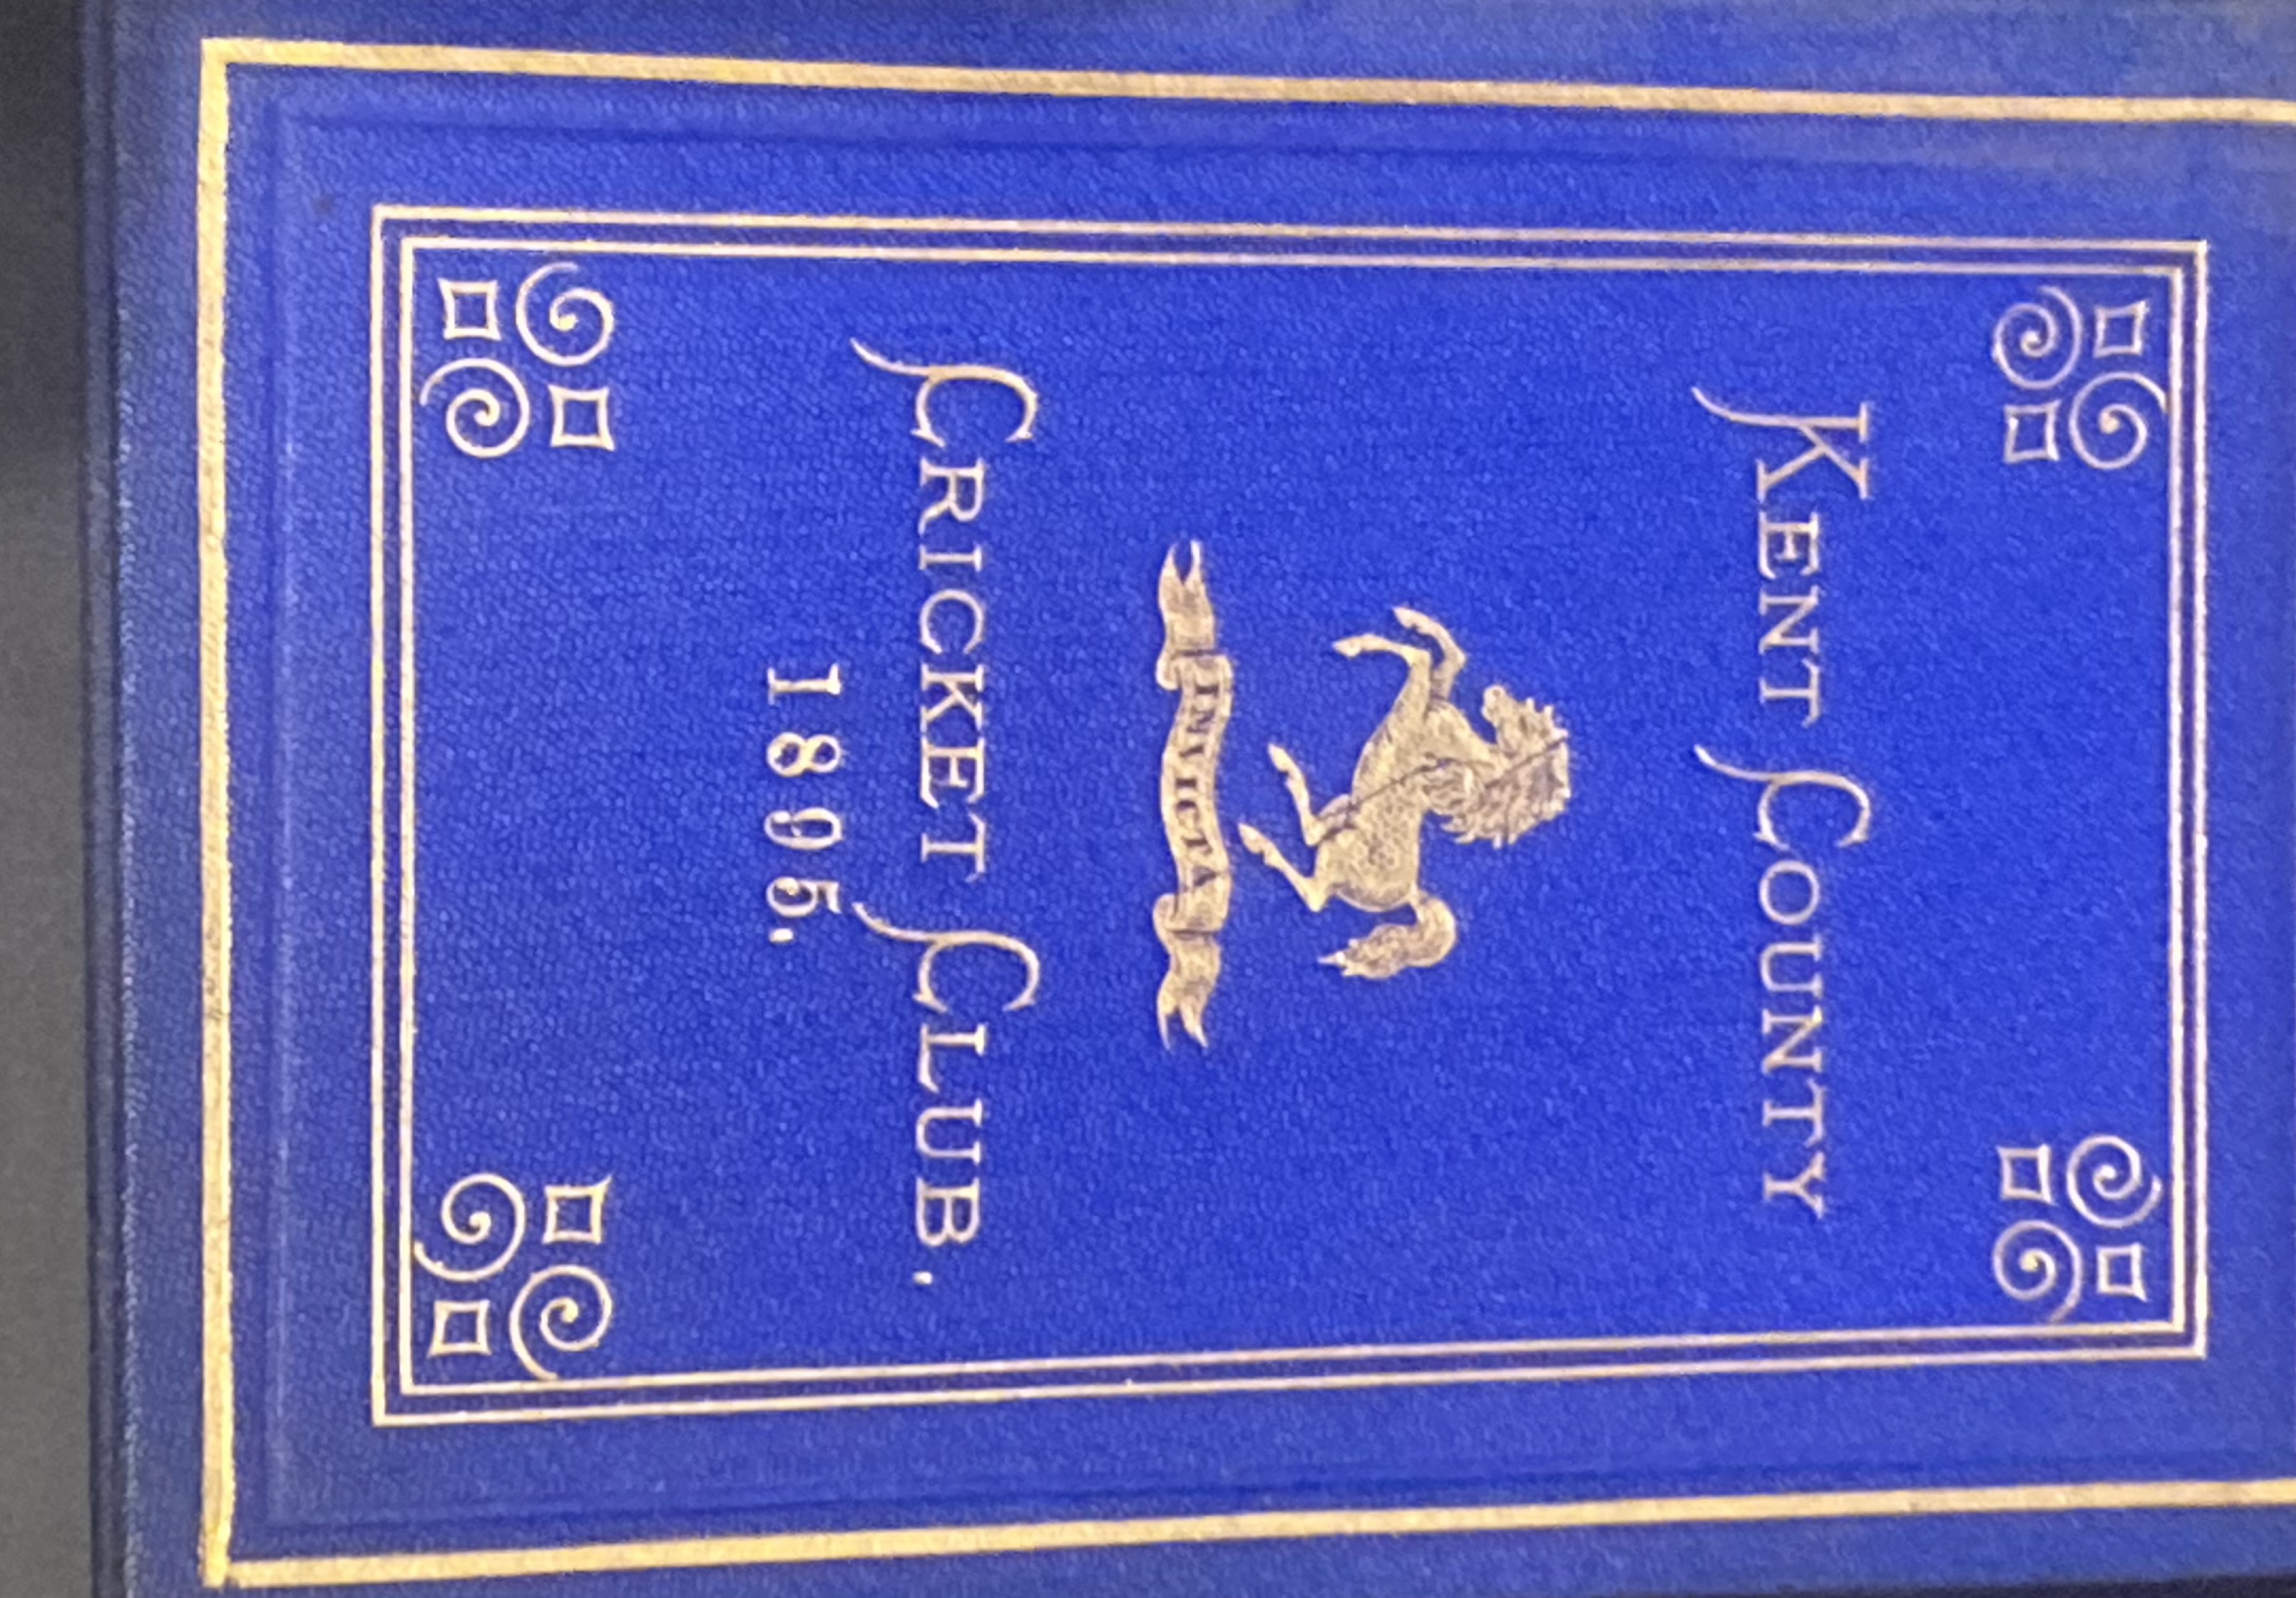 KENT COUNTY
INVICTA
CRICKET CLUB.
1895.